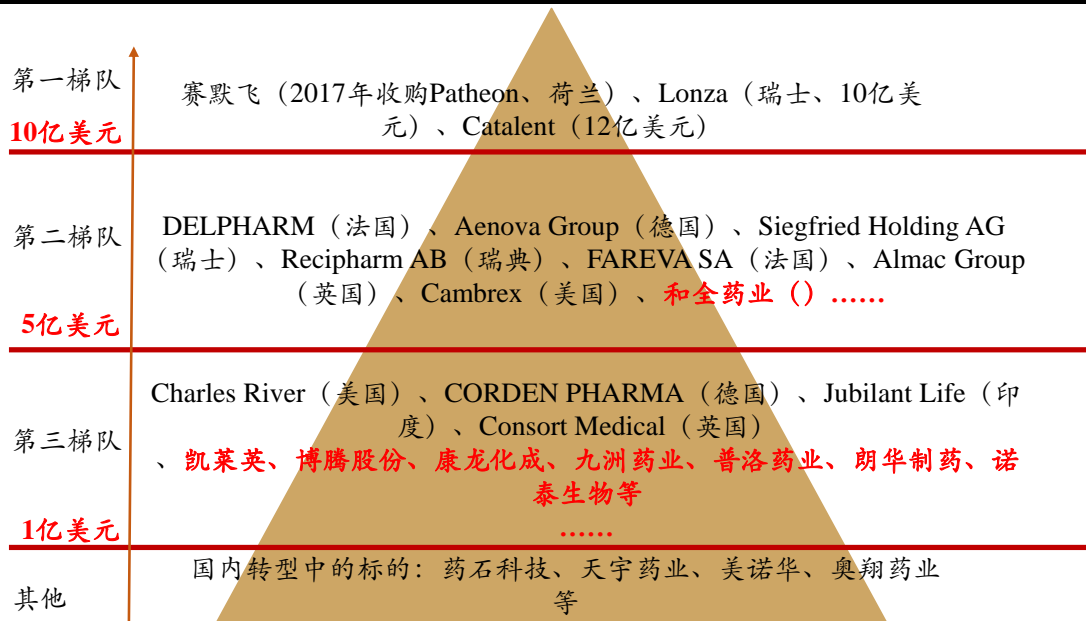 第一梯队
10亿美元
赛默飞（2017年收购Patheon、荷兰）、Lonza（瑞士、10亿美
元）、Catalent（12亿美元）
第二梯队
5亿美元
DELPHARM（法国）、Aenova Group（德国）、Siegfried Holding AG
（瑞士）、Recipharm AB（瑞典）、FAREVA SA（法国）、Almac Group
（英国）、Cambrex（美国）、和全药业（）……
第三梯队
1亿美元
Charles River（美国）、CORDEN PHARMA（德国）、Jubilant Life（印
度）、Consort Medical（英国）
、凯莱英、博腾股份、康龙化成、九洲药业、普洛药业、朗华制药、诺
泰生物等
……
其他
国内转型中的标的：药石科技、天宇药业、美诺华、奥翔药业
等